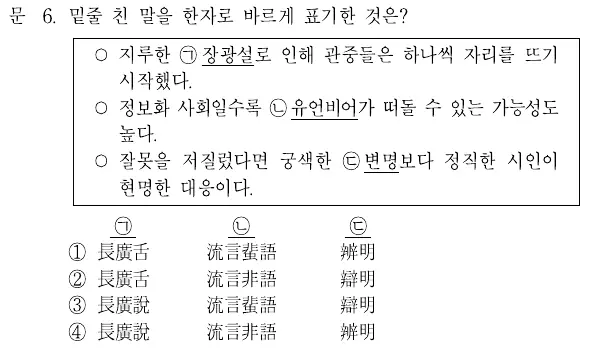 문 6. 밑줄 친 말을 한자로 바르게 표기한 것은?
○ 지루한 ㉠ 장광설로 인해 관중들은 하나씩 자리를 뜨기
시작했다.
○ 정보화 사회일수록 ㉡ 유언비어가 떠돌 수 있는 가능성도
높다.
○ 잘못을 저질렀다면 궁색한 ㉢ 변명보다 정직한 시인이
현명한 대응이다.
㉠ ㉡ ㉢
① 長廣舌 流言蜚語 辨明
② 長廣舌 流言非語 辯明
③ 長廣說 流言蜚語 辯明
④ 長廣說 流言非語 辨明